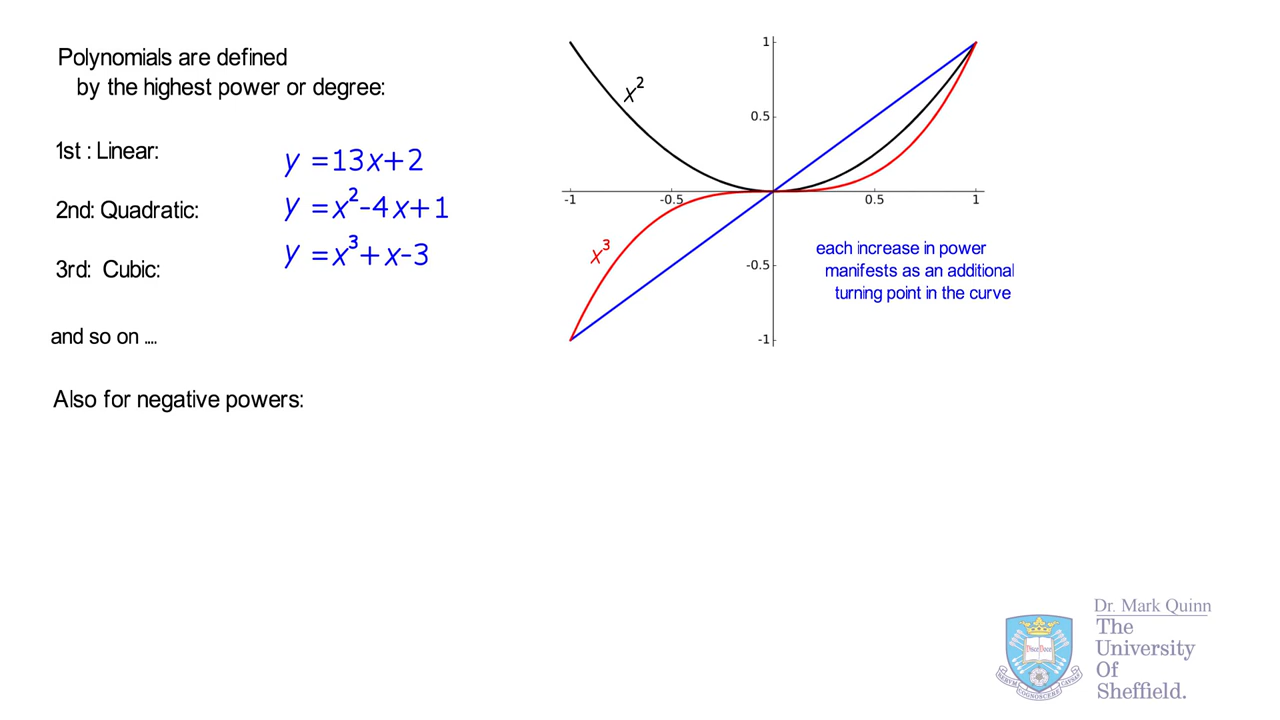 Polynomials are defined
by the highest power or degree:
1st : Linear:
y =13x+2
2nd: Quadratic:
y =x²-4x+1
3rd: Cubic:
y =x³+x-3
and so on ....
Also for negative powers:
x²
x³
1
0.5
-1
-0.5
0.5
1
-0.5
-1
each increase in power
manifests as an additional
turning point in the curve
Dr. Mark Quinn
The
University
Of
Sheffield.